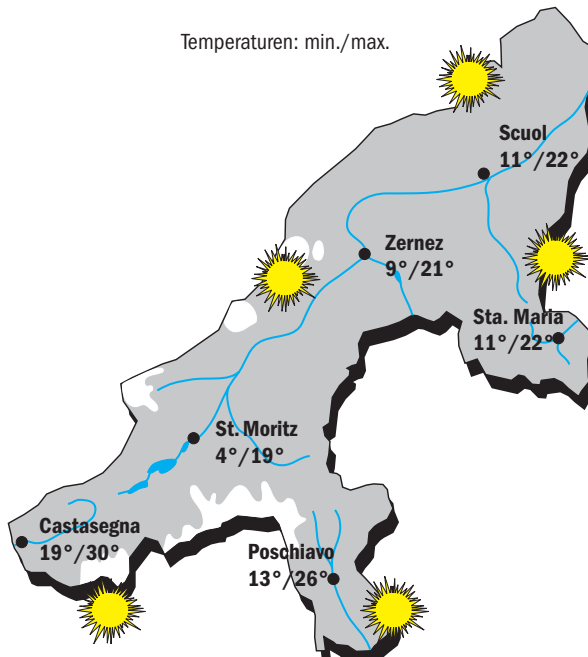 Temperaturen: min./max.
Scuol
11°/22°
Zernez
9°/21°
Sta. Maria
11°/22°
St. Moritz
4°/19°
Castasegna
19°/30°
Poschiavo
13°/26°